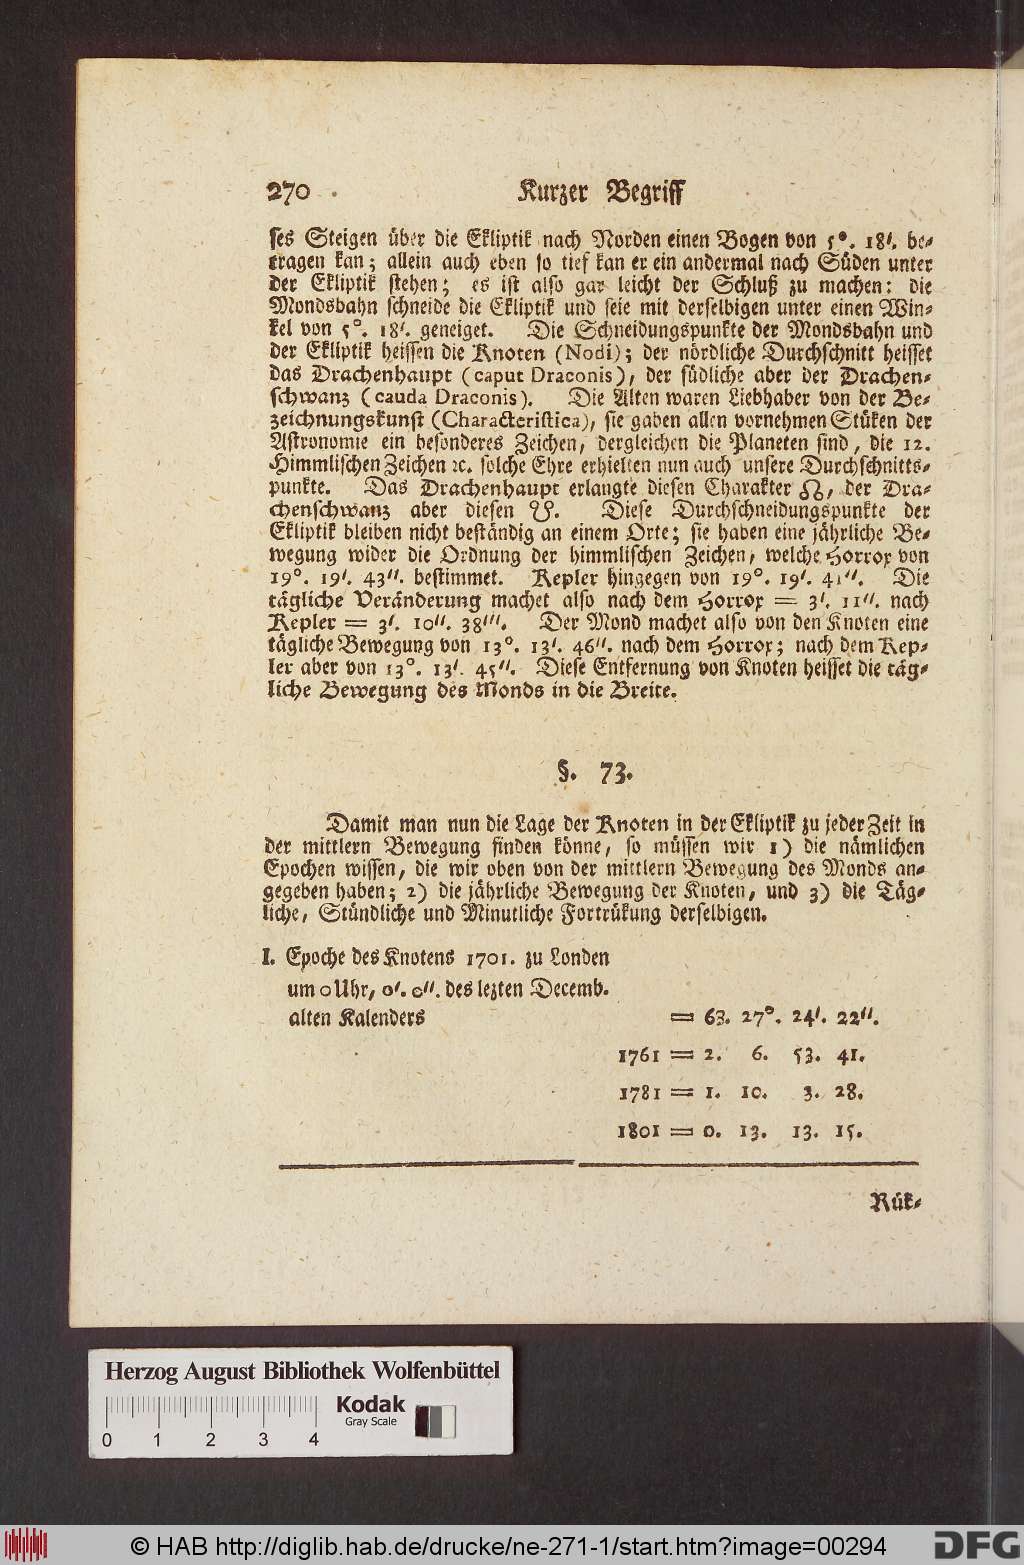 270 Kurzer Begriff
ses Steigen über die Ekliptik nach Norden einen Bogen von 5°. 18′. be⸗
tragen kan; allein auch eben so tief kan er ein andermal nach Süden unter
der Ekliptik stehen; es ist also gar leicht der Schluß zu machen: die
Mondsbahn schneide die Ekliptik und seie mit derselbigen unter einen Win⸗
kel von 5°. 18′. geneiget. Die Schneidungspunkte der Mondsbahn und
der Ekliptik heissen die Knoten (Nodi); der nördliche Durchschnitt heisset
das Drachenhaupt (caput Draconis), der südliche aber der Drachen⸗
schwanz (cauda Draconis). Die Alten waren Liebhaber von der Be⸗
zeichnungskunst (Characteristica), sie gaben allen vornehmen Stüken der
Astronomie ein besonderes Zeichen, dergleichen die Planeten sind, die 12.
Himmlischen Zeichen ꝛc. solche Ehre erhielten nun auch unsere Durchschnitts⸗
punkte. Das Drachenhaupt erlangte diesen Charakter ☊, der Dra⸗
chenschwanz aber diesen ☋. Diese Durchschneidungspunkte der
Ekliptik bleiben nicht beständig an einem Orte; sie haben eine jährliche Be⸗
wegung wider die Ordnung der himmlischen Zeichen, welche Horrox von
19°. 19′. 43″. bestimmet. Kepler hingegen von 19°. 19′. 41″. Die
tägliche Veränderung machet also nach dem Horrox = 3′. 11″. nach
Kepler = 3′. 10″. 38‴. Der Mond machet also von den Knoten eine
tägliche Bewegung von 13°. 13′. 46″. nach dem Horrox; nach dem Kep⸗
ler aber von 13°. 13′. 45″. Diese Entfernung von Knoten heisset die täg⸗
liche Bewegung des Monds in die Breite.
§. 73.
Damit man nun die Lage der Knoten in der Ekliptik zu jeder Zeit in
der mittlern Bewegung finden könne, so müssen wir 1) die nämlichen
Epochen wissen, die wir oben von der mittlern Bewegung des Monds an⸗
gegeben haben; 2) die jährliche Bewegung der Knoten, und 3) die Täg⸗
liche, Stündliche und Minutliche Fortrükung derselbigen.
I. Epoche des Knotens 1701. zu Londen
um 0 Uhr, 0′. 0″. des lezten Decemb.
alten Kalenders = 63. 27°. 24′. 22″.
1761 = 2. 6. 53. 41.
1781 = 1. 10. 3. 28.
1801 = 0. 13. 13. 15.
Rük⸗
Herzog August Bibliothek Wolfenbüttel
Kodak
Gray Scale
0 1 2 3 4
© HAB http://diglib.hab.de/drucke/ne-271-1/start.htm?image=00294
DFG